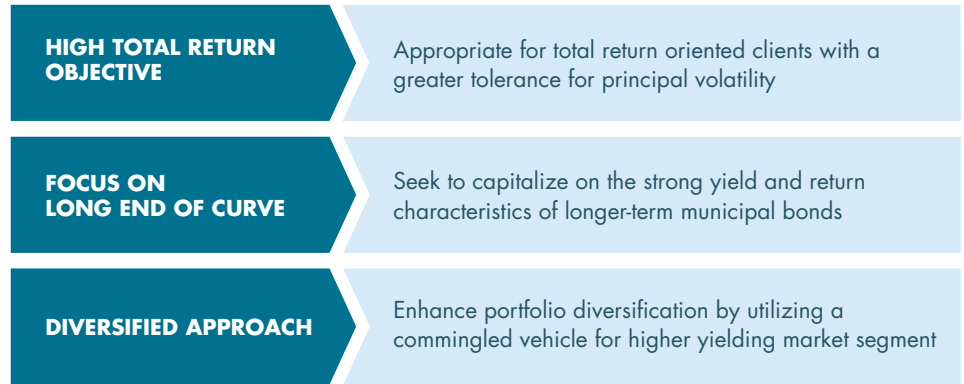 HIGH TOTAL RETURN
OBJECTIVE
Appropriate for total return oriented clients with a
greater tolerance for principal volatility
FOCUS ON
LONG END OF CURVE
Seek to capitalize on the strong yield and return
characteristics of longer-term municipal bonds
DIVERSIFIED APPROACH
Enhance portfolio diversification by utilizing a
commingled vehicle for higher yielding market segment